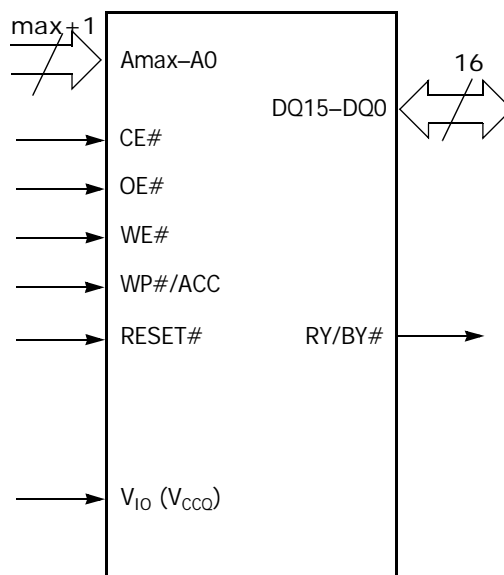 max+1
Amax–A0
16
DQ15–DQ0
CE#
OE#
WE#
WP#/ACC
RESET#
RY/BY#
VIO (VCCQ)